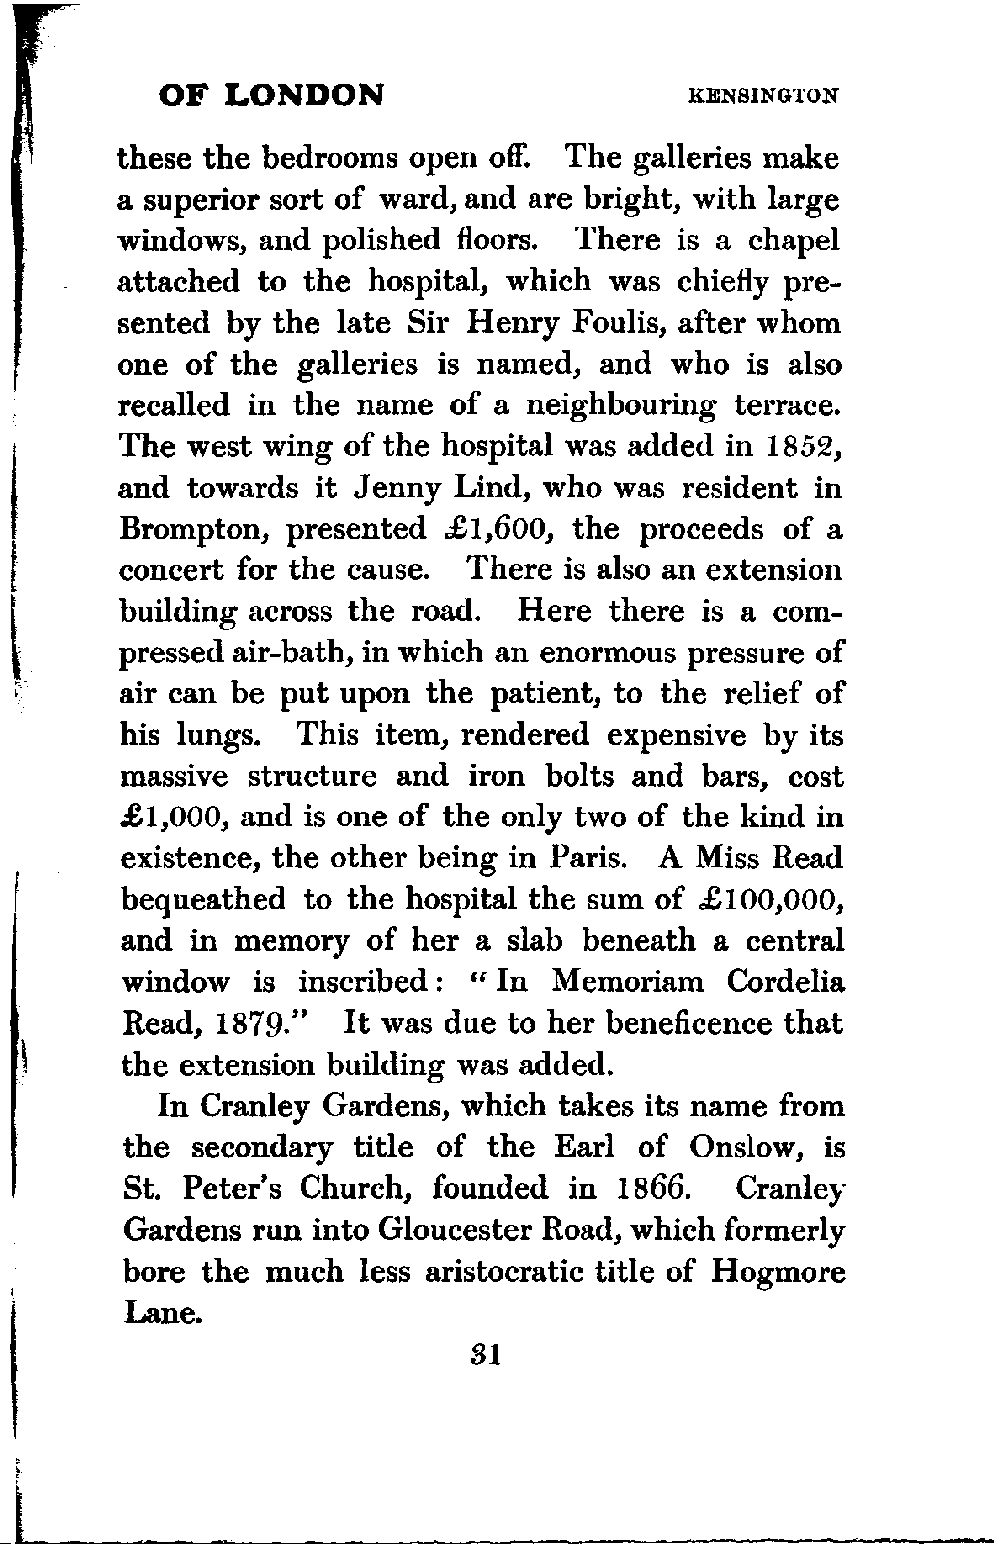 OF LONDON KENSINGTON
these the bedrooms open off. The galleries make
a superior sort of ward, and are bright, with large
windows, and polished floors. There is a chapel
attached to the hospital, which was chiefly pre-
sented by the late Sir Henry Foulis, after whom
one of the galleries is named, and who is also
recalled in the name of a neighbouring terrace.
The west wing of the hospital was added in 1852,
and towards it Jenny Lind, who was resident in
Brompton, presented £1,600, the proceeds of a
concert for the cause. There is also an extension
building across the road. Here there is a com-
pressed air-bath, in which an enormous pressure of
air can be put upon the patient, to the relief of
his lungs. This item, rendered expensive by its
massive structure and iron bolts and bars, cost
£1,000, and is one of the only two of the kind in
existence, the other being in Paris. A Miss Read
bequeathed to the hospital the sum of £100,000,
and in memory of her a slab beneath a central
window is inscribed: “In Memoriam Cordelia
Read, 1879.” It was due to her beneficence that
the extension building was added.
In Cranley Gardens, which takes its name from
the secondary title of the Earl of Onslow, is
St. Peter's Church, founded in 1866. Cranley
Gardens run into Gloucester Road, which formerly
bore the much less aristocratic title of Hogmore
Lane.
31